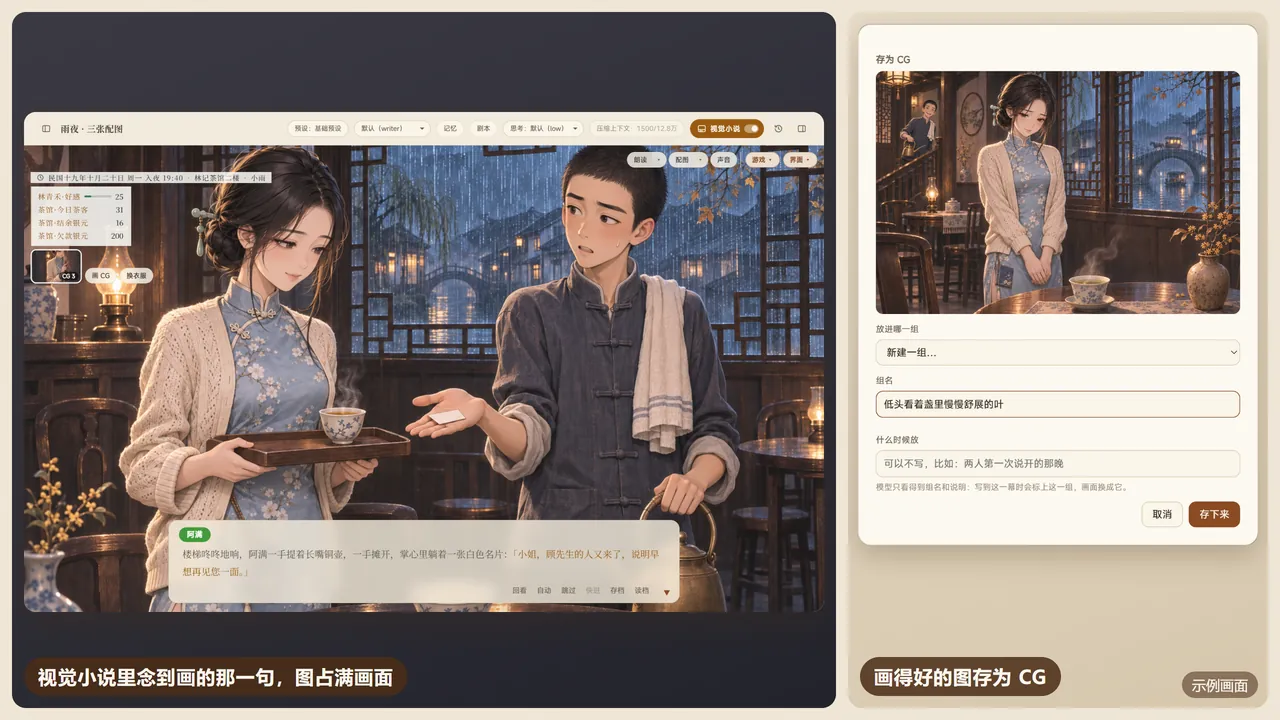 雨夜 · 三张配图
预设：基础预设
默认（writer）
记忆
剧本
思考：默认（low）
压缩上下文 1500/12.8万
视觉小说
朗读
配图
声音
游戏
界面
民国十九年十月二十日 周一 入夜 19:40 · 林记茶馆二楼 · 小雨
林青禾·好感 25
茶馆·今日茶客 31
茶馆·结余银元 16
茶馆·欠款银元 200
CG 3
画 CG
换衣服
阿满
楼梯咚咚地响，阿满一手提着长嘴铜壶，一手摊开，掌心里躺着一张白色名片：「小姐，顾先生的人又来了，说明早
想再见您一面。」
回看
自动
跳过
快进
存档
读档
视觉小说里念到画的那一句，图占满画面
存为 CG
放进哪一组
新建一组…
组名
低头看着盏里慢慢舒展的叶
什么时候放
可以不写，比如：两人第一次说开的那晚
模型只看得到组名和说明：写到这一幕时会标上这一组，画面换成它。
取消
存下来
画得好的图存为 CG
示例画面